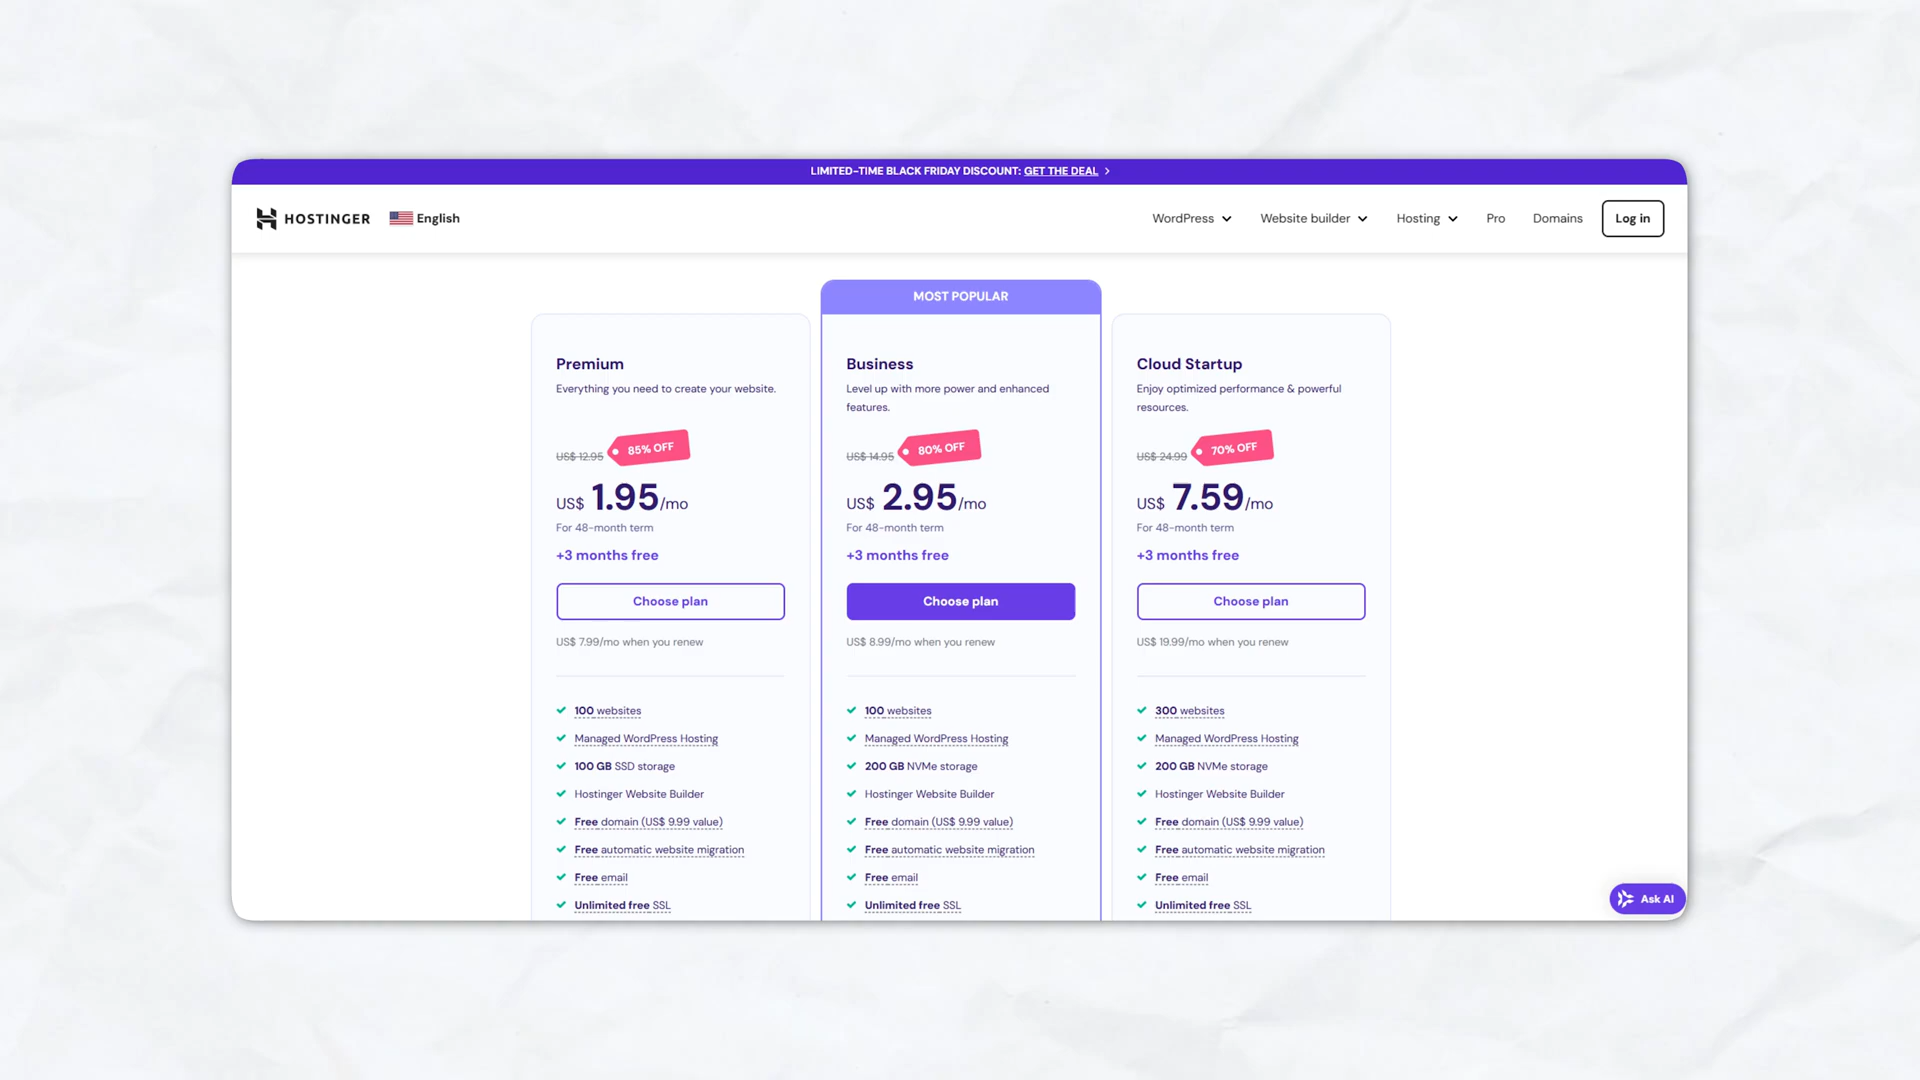 LIMITED-TIME BLACK FRIDAY DISCOUNT: GET THE DEAL
HOSTINGER
English
WordPress
Website builder
Hosting
Pro
Domains
Log in
Premium
Everything you need to create your website.
US$ 12.95
85% OFF
US$ 1.95/mo
For 48-month term
+3 months free
Choose plan
US$ 7.99/mo when you renew
100 websites
Managed WordPress Hosting
100 GB SSD storage
Hostinger Website Builder
Free domain (US$ 9.99 value)
Free automatic website migration
Free email
Unlimited free SSL
MOST POPULAR
Business
Level up with more power and enhanced
features.
US$ 14.95
80% OFF
US$ 2.95/mo
For 48-month term
+3 months free
Choose plan
US$ 8.99/mo when you renew
100 websites
Managed WordPress Hosting
200 GB NVMe storage
Hostinger Website Builder
Free domain (US$ 9.99 value)
Free automatic website migration
Free email
Unlimited free SSL
Cloud Startup
Enjoy optimized performance & powerful
resources.
US$ 24.99
70% OFF
US$ 7.59/mo
For 48-month term
+3 months free
Choose plan
US$ 19.99/mo when you renew
300 websites
Managed WordPress Hosting
200 GB NVMe storage
Hostinger Website Builder
Free domain (US$ 9.99 value)
Free automatic website migration
Free email
Unlimited free SSL
Ask AI